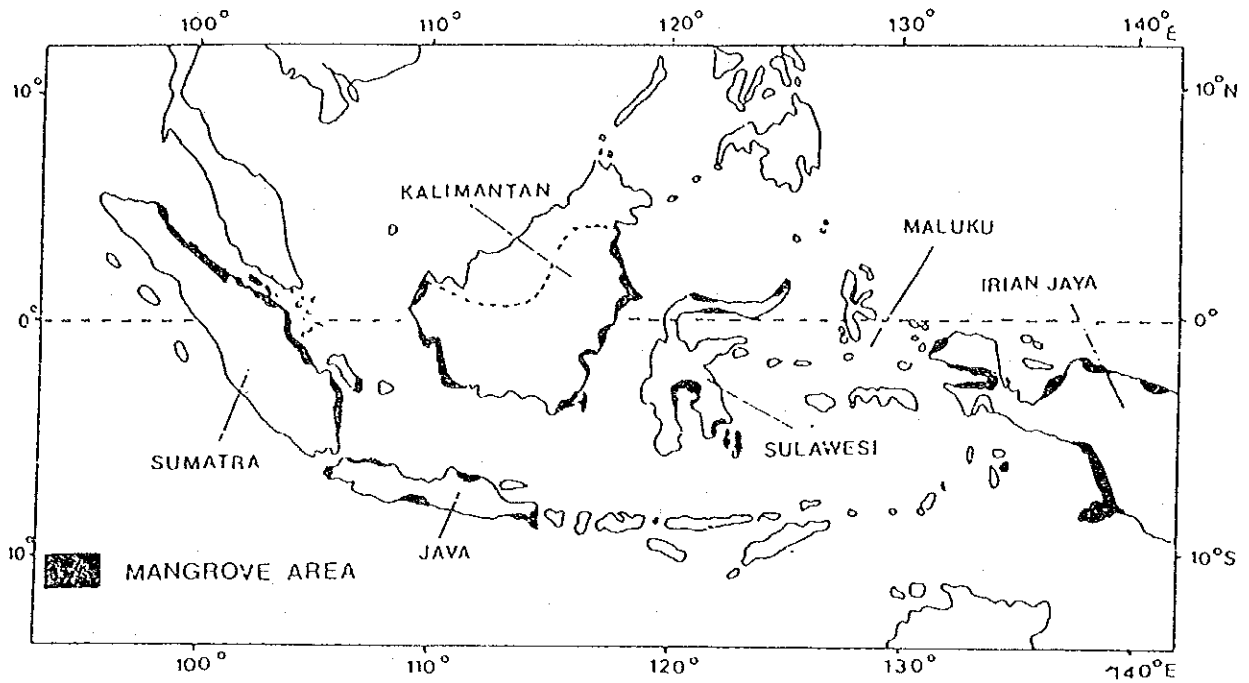 100° 110° 120° 130° 140°E
10° 10°N
KALIMANTAN
MALUKU
IRIAN JAYA
0° 0°
SUMATRA
SULAWESI
JAVA
10° 10°S
MANGROVE AREA
100° 110° 120° 130° 140°E